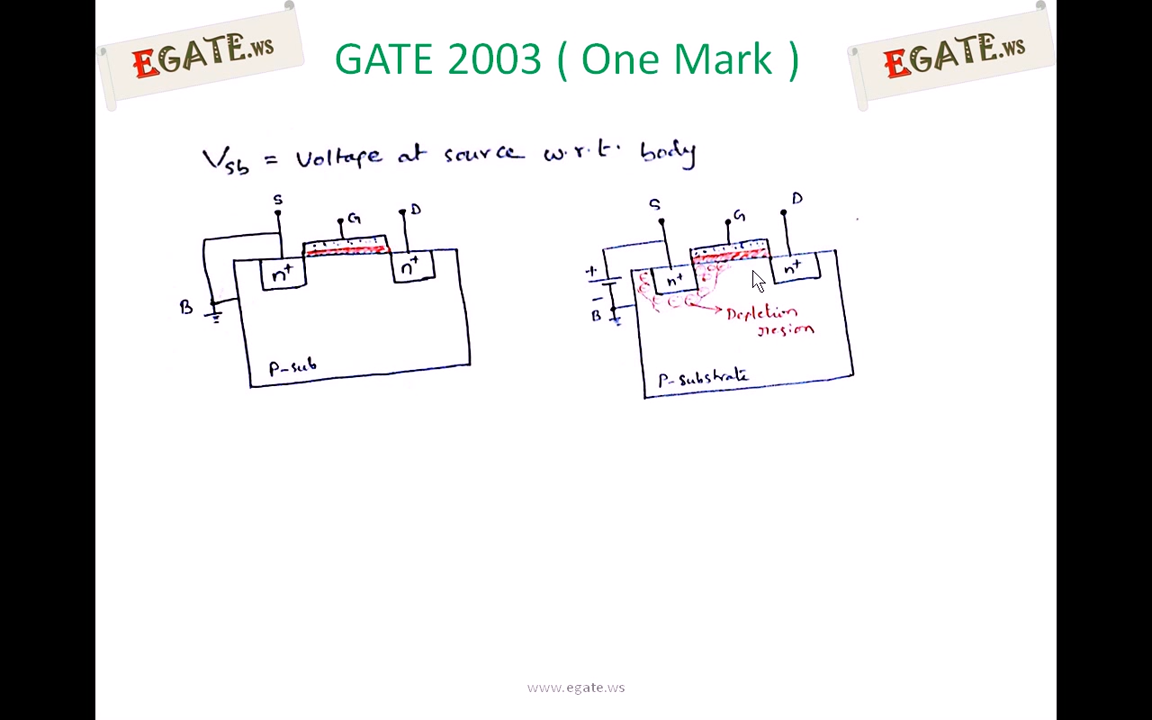 EGATE.ws
GATE 2003 ( One Mark )
EGATE.ws
Vsb = Voltage at source w.r.t. body
S
G
D
n+
n+
B
P-sub
S
G
D
+
n+
n+
−
B
Depletion
region
P-substrate
www.egate.ws